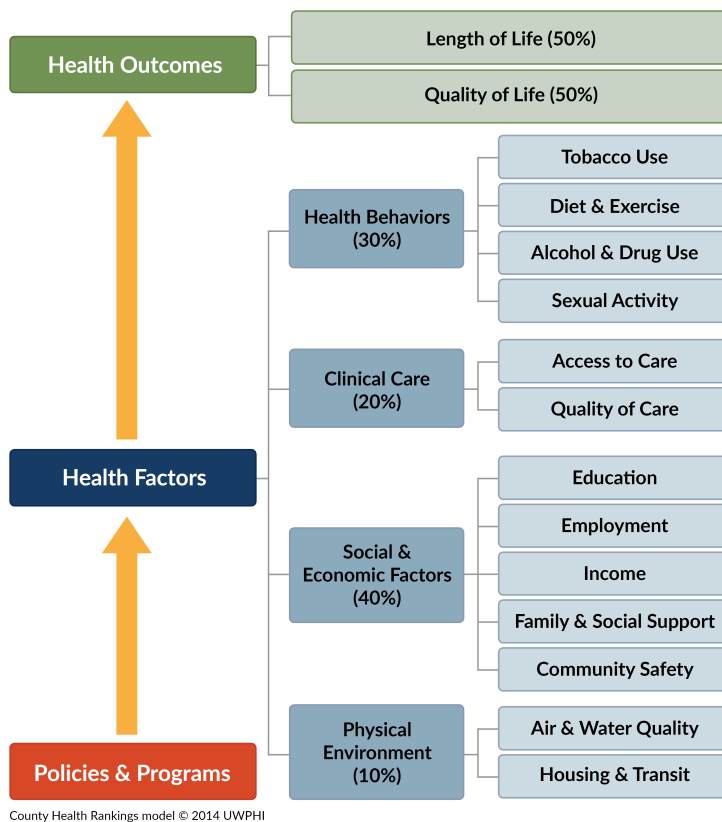 Health Outcomes
Length of Life (50%)
Quality of Life (50%)
Health Behaviors
(30%)
Tobacco Use
Diet & Exercise
Alcohol & Drug Use
Sexual Activity
Clinical Care
(20%)
Access to Care
Quality of Care
Health Factors
Social &
Economic Factors
(40%)
Education
Employment
Income
Family & Social Support
Community Safety
Physical
Environment
(10%)
Air & Water Quality
Housing & Transit
Policies & Programs
County Health Rankings model © 2014 UWPHI